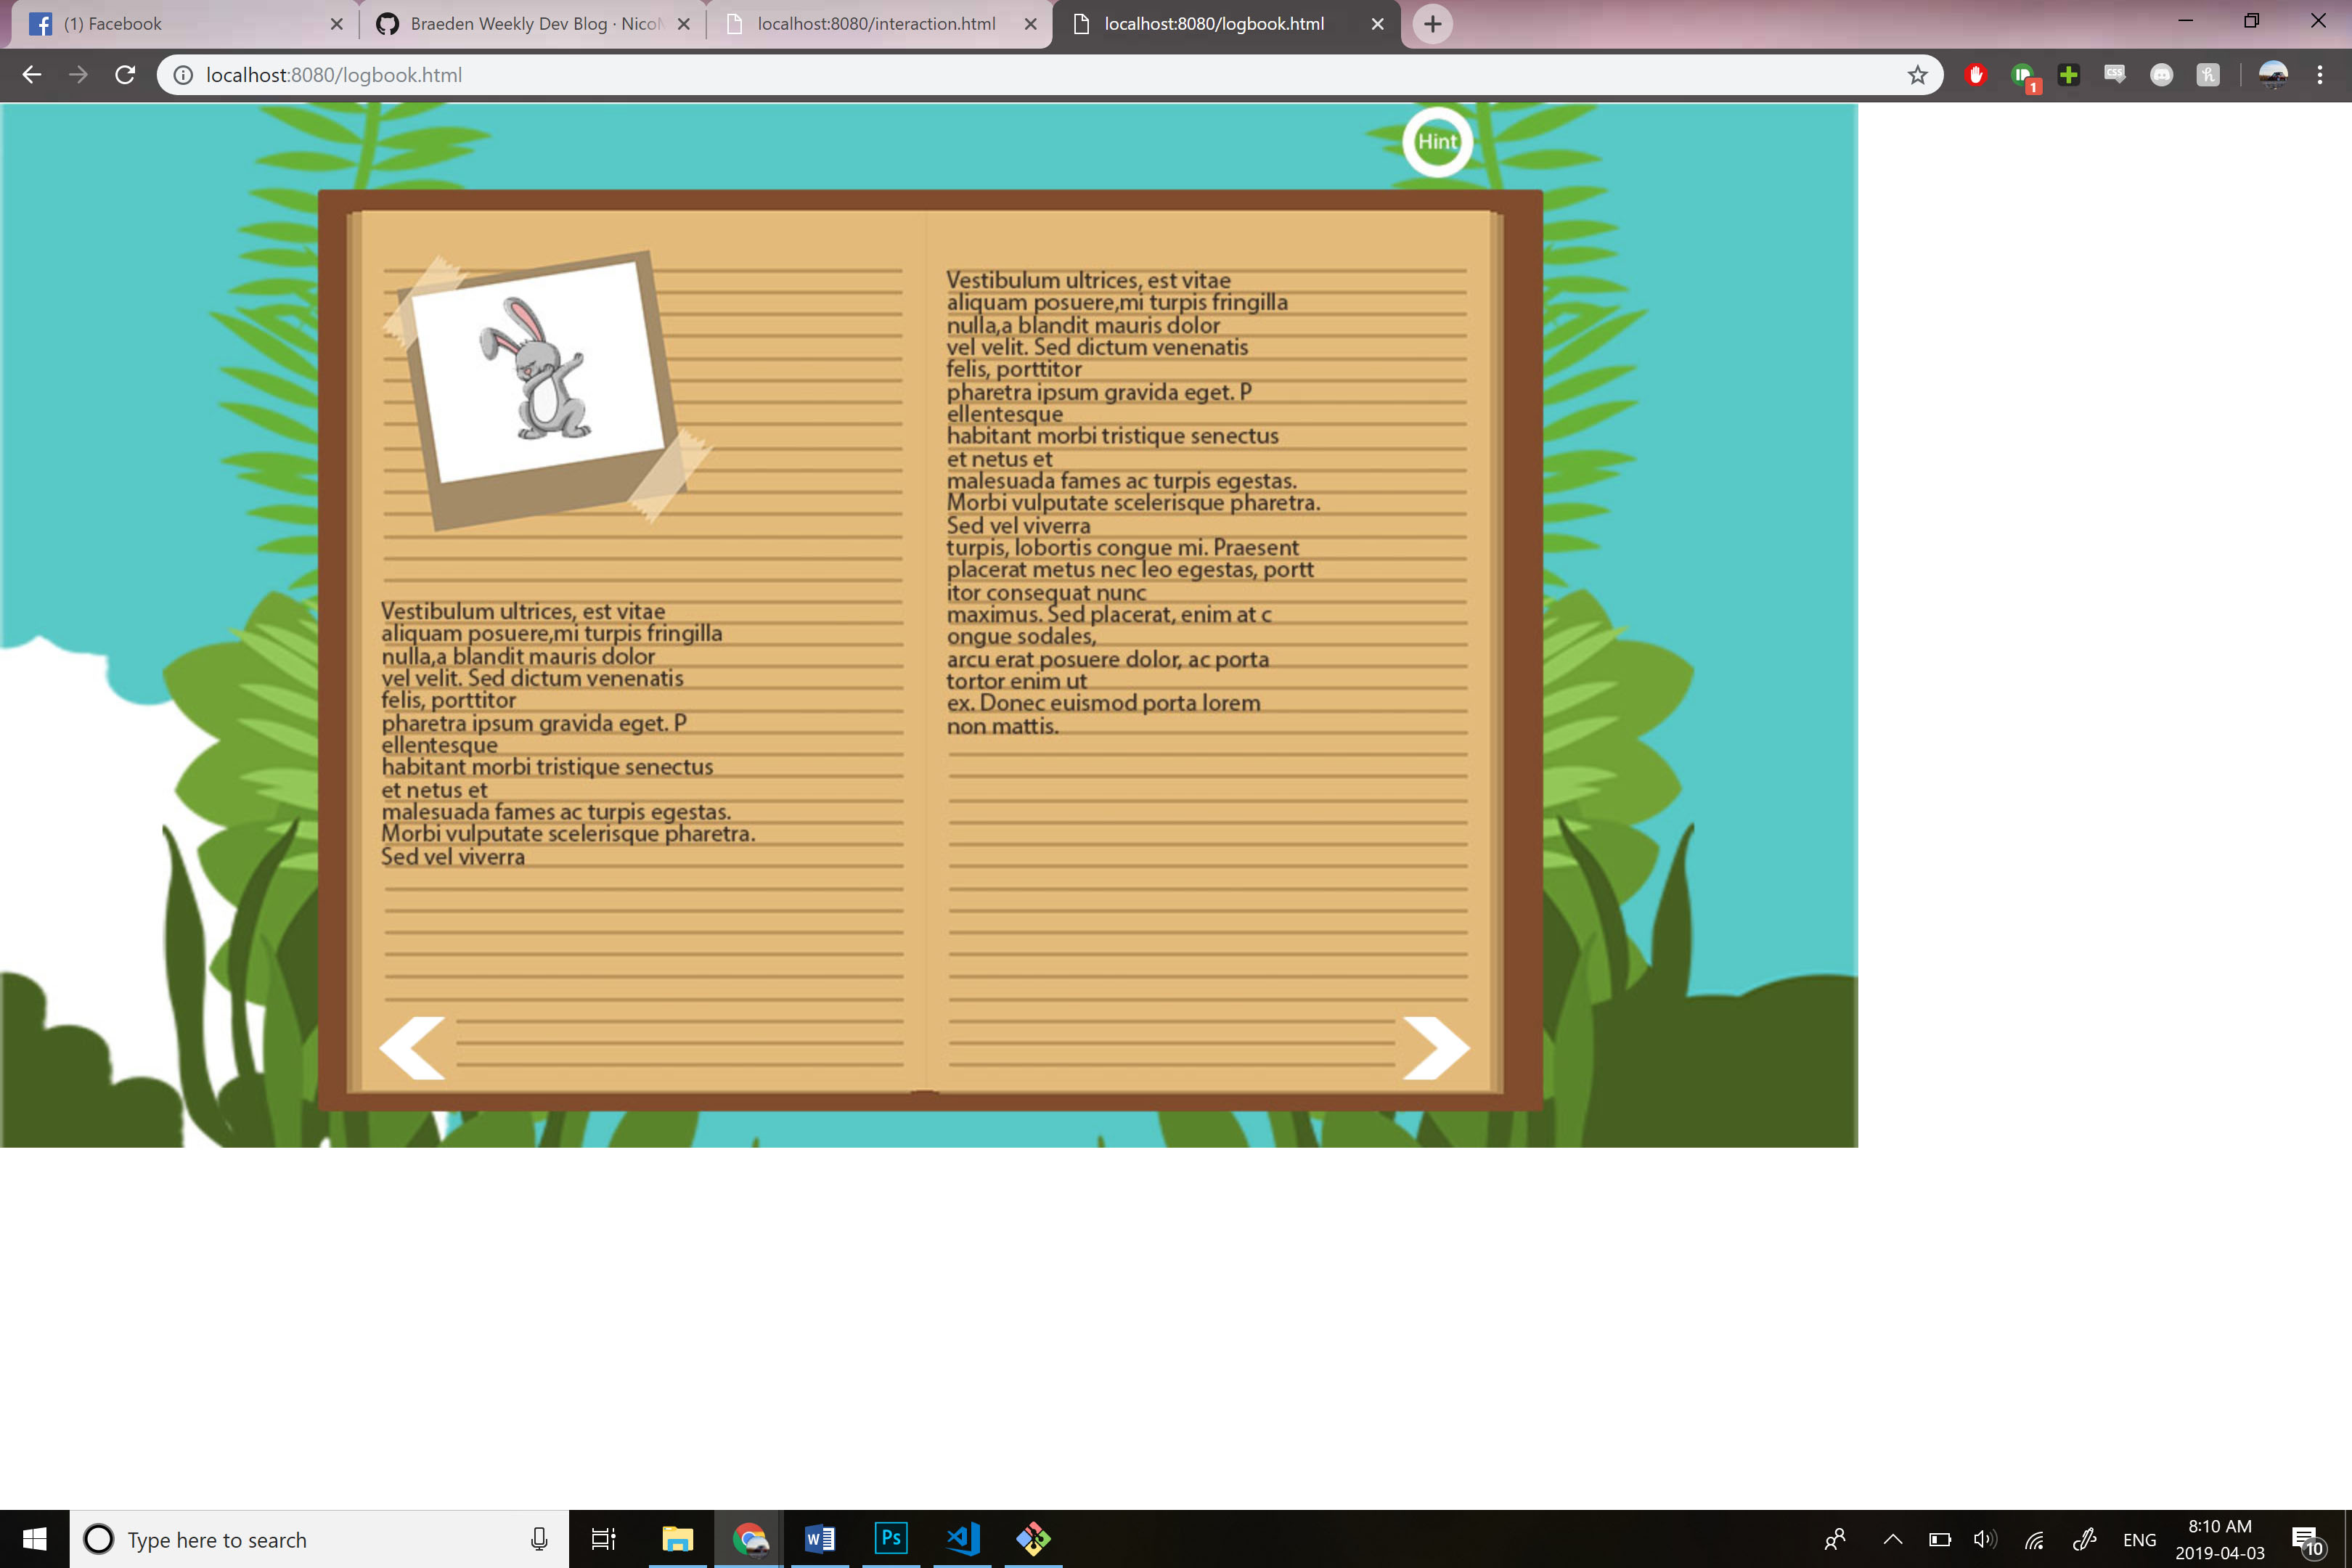 (1) Facebook
Braeden Weekly Dev Blog · NicoM
localhost:8080/interaction.html
localhost:8080/logbook.html
localhost:8080/logbook.html
CSS
1
Hint
Vestibulum ultrices, est vitae
aliquam posuere,mi turpis fringilla
nulla,a blandit mauris dolor
vel velit. Sed dictum venenatis
felis, porttitor
pharetra ipsum gravida eget. P
ellentesque
habitant morbi tristique senectus
et netus et
malesuada fames ac turpis egestas.
Morbi vulputate scelerisque pharetra.
Sed vel viverra
Vestibulum ultrices, est vitae
aliquam posuere,mi turpis fringilla
nulla,a blandit mauris dolor
vel velit. Sed dictum venenatis
felis, porttitor
pharetra ipsum gravida eget. P
ellentesque
habitant morbi tristique senectus
et netus et
malesuada fames ac turpis egestas.
Morbi vulputate scelerisque pharetra.
Sed vel viverra
turpis, lobortis congue mi. Praesent
placerat metus nec leo egestas, portt
itor consequat nunc
maximus. Sed placerat, enim at c
ongue sodales,
arcu erat posuere dolor, ac porta
tortor enim ut
ex. Donec euismod porta lorem
non mattis.
Type here to search
Ps
ENG
8:10 AM
2019-04-03
10